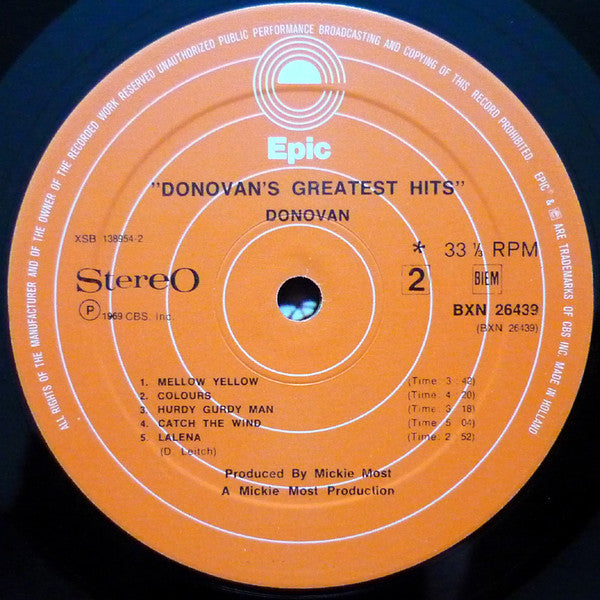 ALL RIGHTS OF THE MANUFACTURER AND OF THE OWNER OF THE RECORDED WORK RESERVED UNAUTHORIZED PUBLIC PERFORMANCE BROADCASTING AND COPYING OF THIS RECORD PROHIBITED. EPIC® & ARE TRADEMARKS OF CBS INC. MADE IN HOLLAND
Epic
"DONOVAN'S GREATEST HITS"
DONOVAN
XSB 138954-2
* 33 ⅓ RPM
Stereo
2 BIEM
Ⓟ 1969 CBS. Inc.
BXN 26439
(BXN 26439)
1. MELLOW YELLOW (Time 3 42)
2. COLOURS (Time 4 20)
3. HURDY GURDY MAN (Time 3 18)
4. CATCH THE WIND (Time 5 04)
5. LALENA (Time 2 52)
(D. Leitch)
Produced By Mickie Most
A Mickie Most Production